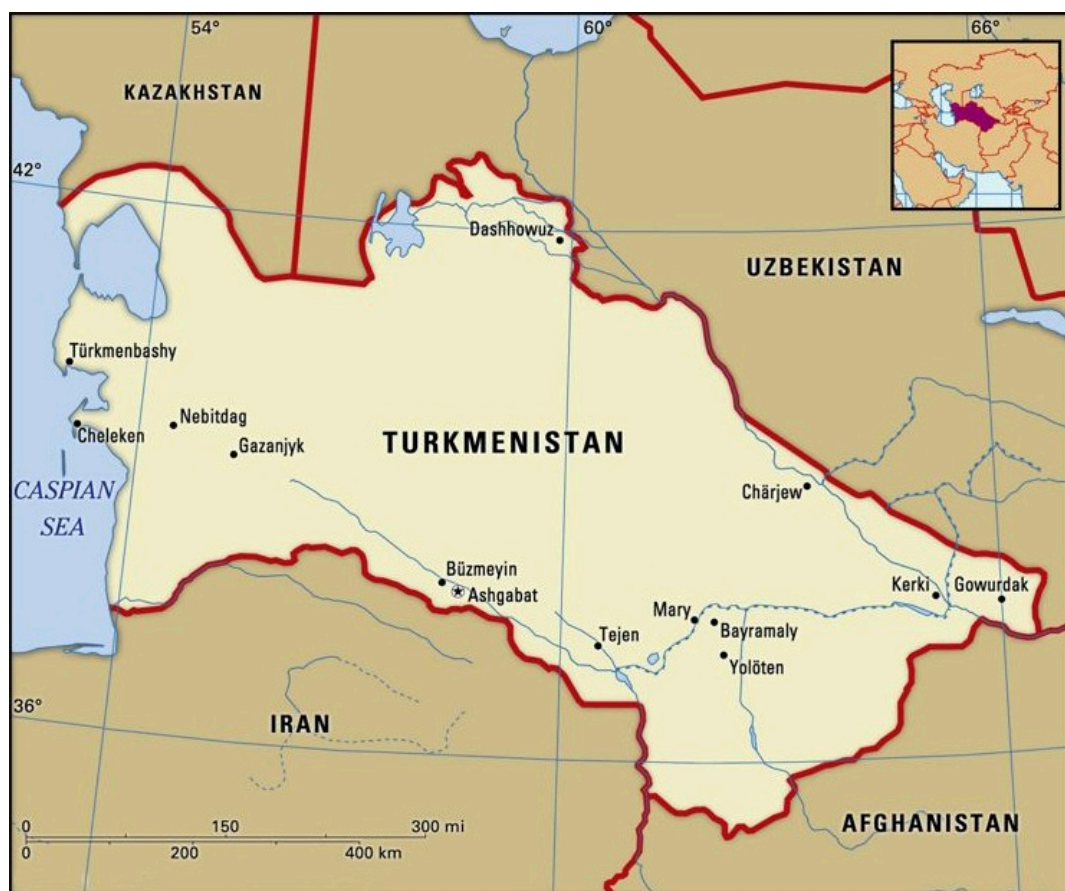 54°
60°
66°
KAZAKHSTAN
42°
Dashhowuz
UZBEKISTAN
Türkmenbashy
Nebitdag
Cheleken
Gazanjyk
TURKMENISTAN
CASPIAN
SEA
Chärjew
Büzmeyin
Ashgabat
Kerki
Gowurdak
Mary
Bayramaly
Tejen
Yolöten
36°
IRAN
AFGHANISTAN
0 150 300 mi
0 200 400 km